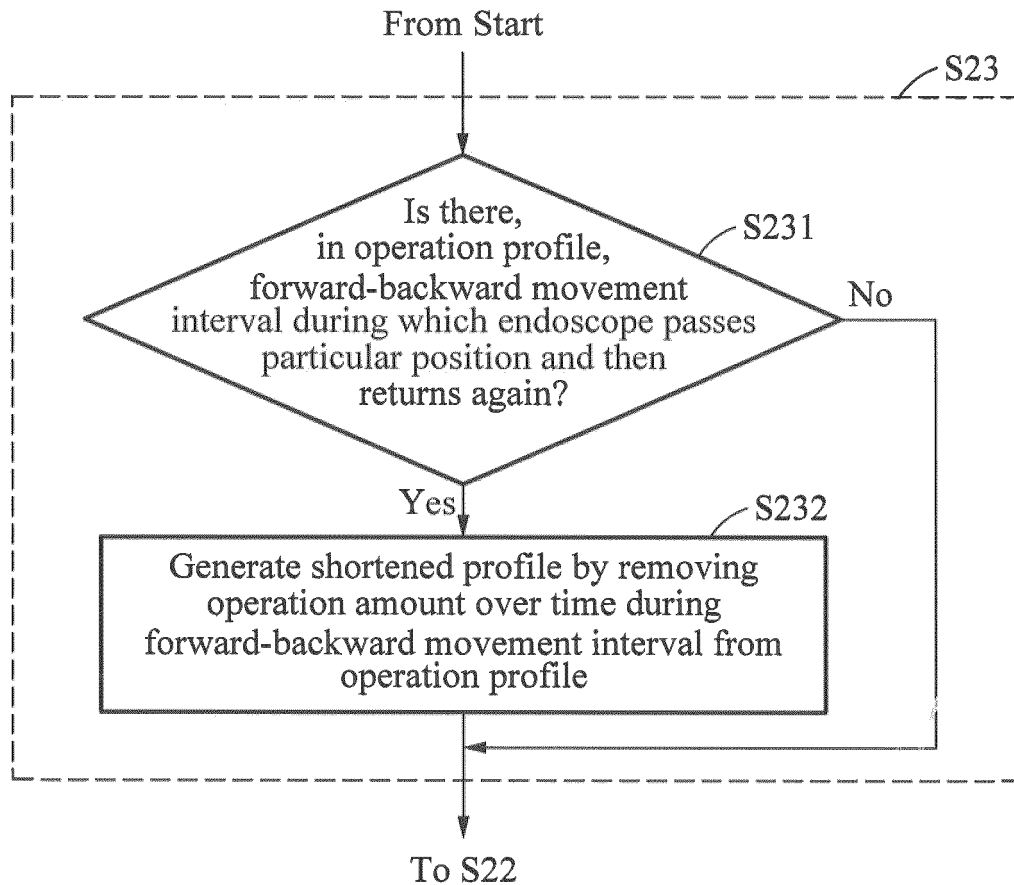 From Start
S23
Is there,
in operation profile,
forward-backward movement
interval during which endoscope passes
particular position and then
returns again?
S231
No
Yes
S232
Generate shortened profile by removing
operation amount over time during
forward-backward movement interval from
operation profile
To S22